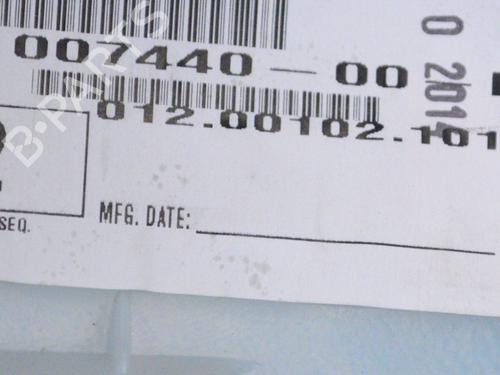 007440-00
012.00102.101
0 2014
MFG. DATE:
SEQ.
B-PARTS